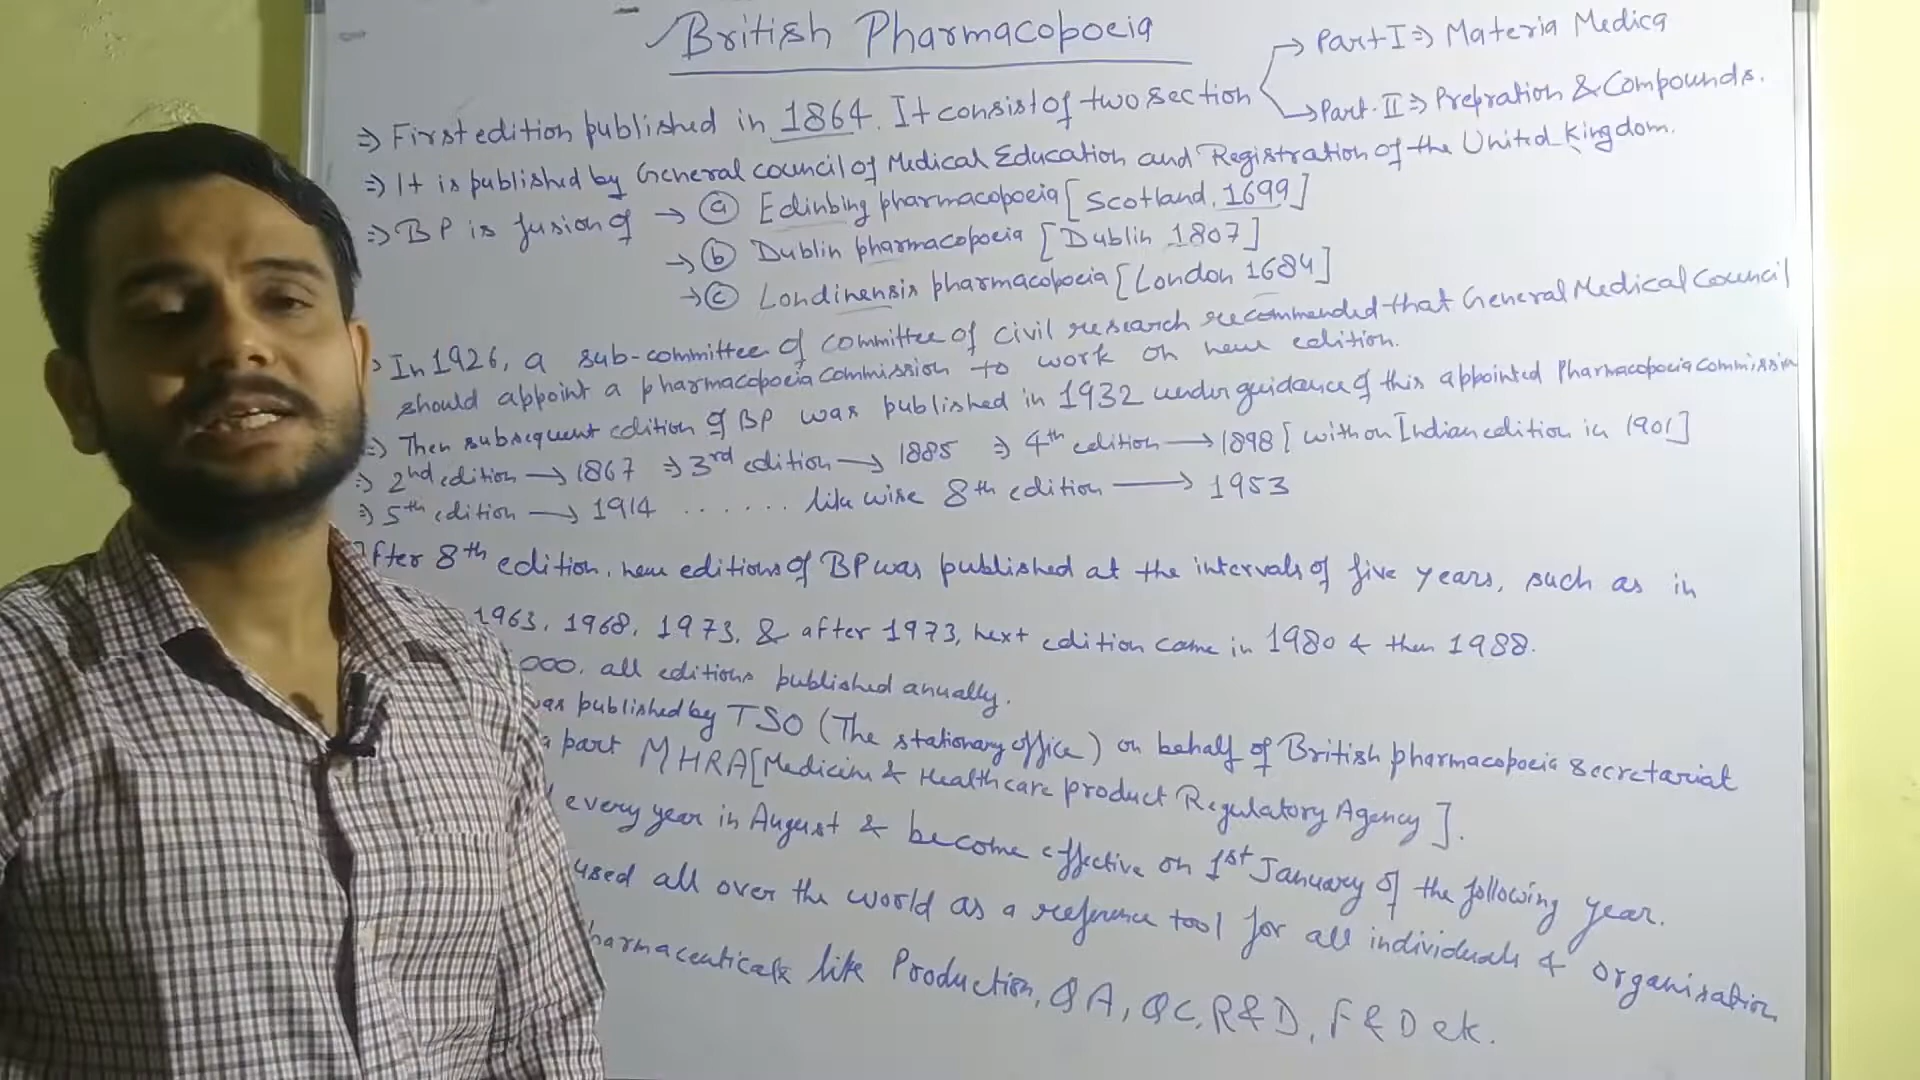 British Pharmacopoeia
→ Part-I ⇒ Materia Medica
→ Part-II ⇒ Prepration & Compounds.
⇒ First edition published in 1864. It consist of two section
⇒ It is published by General council of Medical Education and Registration of the United Kingdom.
⇒ BP is fusion of → (a) Edinbing pharmacopoeia [Scotland, 1699]
→ (b) Dublin pharmacopoeia [Dublin 1807]
→ (c) Londinensis pharmacopoeia [London 1684]
⇒ In 1926, a sub-committee of committee of civil research recommended that General Medical Council
should appoint a pharmacopoeia commission to work on new edition.
⇒ Then subsequent edition of BP was published in 1932 under guidance of this appointed Pharmacopoeia commission
⇒ 2nd edition → 1867 ⇒ 3rd edition → 1885 ⇒ 4th edition → 1898 [with on Indian edition in 1901]
⇒ 5th edition → 1914 ...... like wise 8th edition → 1953
After 8th edition, new editions of BP was published at the intervals of five years, such as in
1963, 1968, 1973, & after 1973, next edition came in 1980 & then 1988.
000, all editions published anually.
was published by TSO (The stationary office) on behalf of British pharmacopoeia secretariat
a part MHRA [Medicine & Healthcare product Regulatory Agency].
every year in August & become effective on 1st January of the following year.
used all over the world as a reference tool for all individuals & organisation
harmaceuticals like Production, QA, QC, R&D, F&D etc.